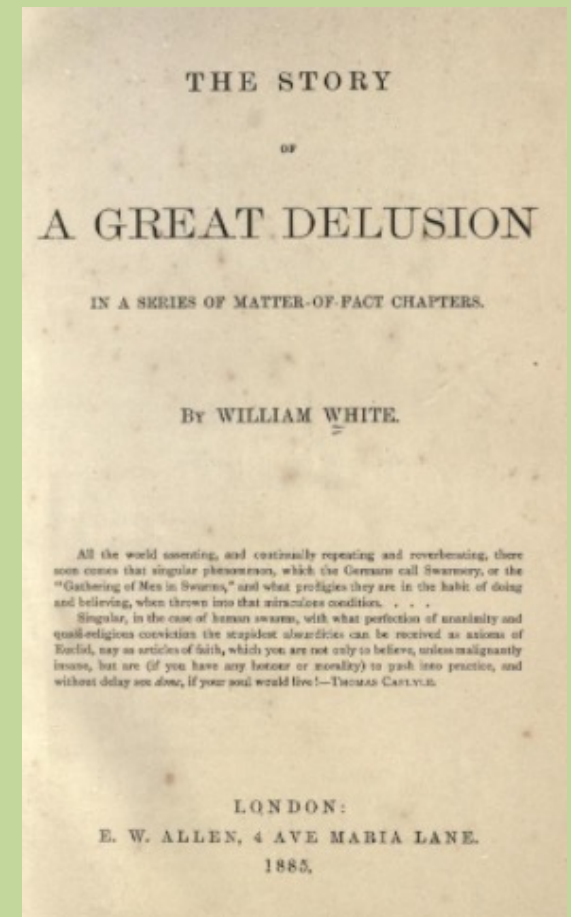 THE STORY
OF
A GREAT DELUSION
IN A SERIES OF MATTER-OF-FACT CHAPTERS.
BY WILLIAM WHITE.
All the world assenting, and continually repeating and reverberating, there
soon comes that singular phenomenon, which the Germans call Swarmery, or the
"Gathering of Men in Swarms," and what prodigies they are in the habit of doing
and believing, when thrown into that miraculous condition. . . .
Singular, in the case of human swarms, with what perfection of unanimity and
quasi-religious conviction the stupidest absurdities can be received as axioms of
Euclid, nay as articles of faith, which you are not only to believe, unless malignantly
insane, but are (if you have any honour or morality) to push into practice, and
without delay see done, if your soul would live!—THOMAS CARLYLE.
LONDON:
E. W. ALLEN, 4 AVE MARIA LANE.
1885.